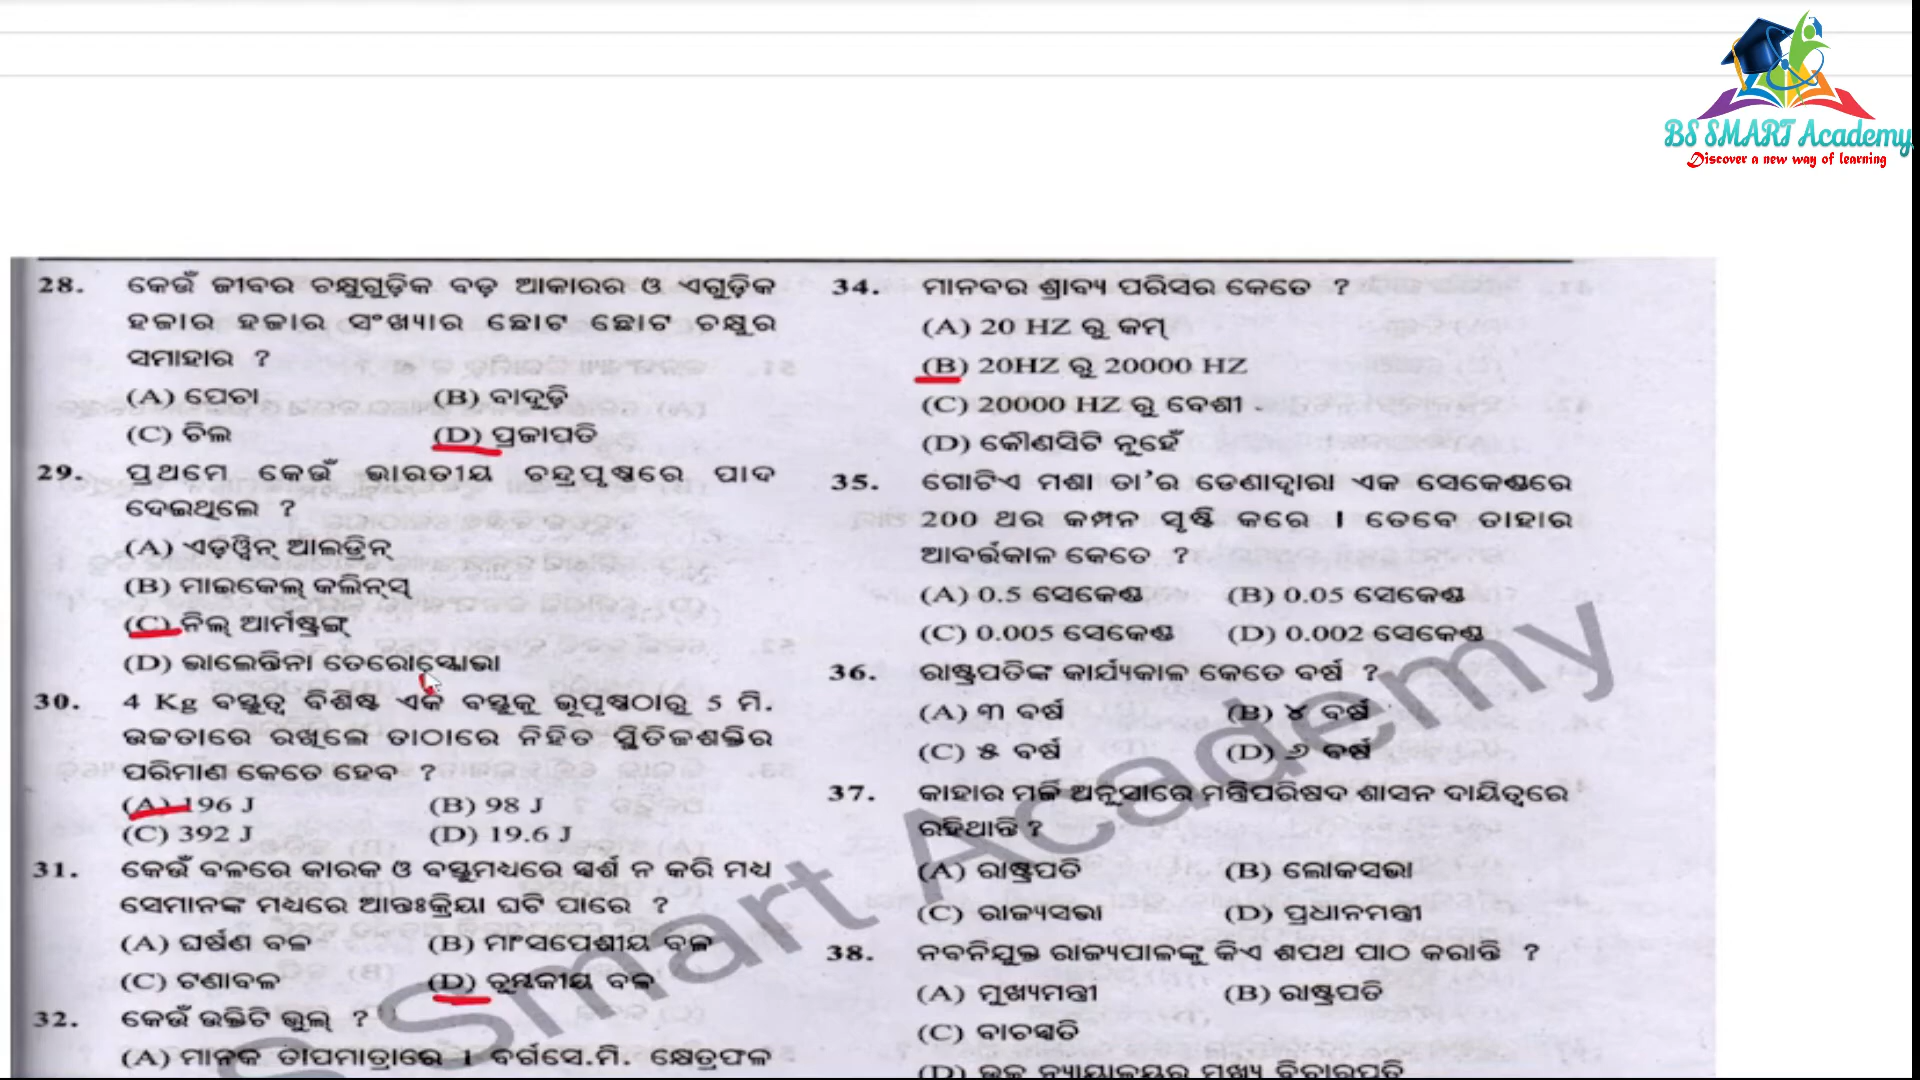 BS SMART Academy
Discover a new way of learning
28. କେଉଁ ଜୀବର ଚକ୍ଷୁଗୁଡ଼ିକ ବଡ଼ ଆକାରର ଓ ଏଗୁଡ଼ିକ
ହଜାର ହଜାର ସଂଖ୍ୟାର ଛୋଟ ଛୋଟ ଚକ୍ଷୁର
ସମାହାର ?
(A) ପେଚା (B) ବାଦୁଡ଼ି
(C) ଚିଲ (D) ପ୍ରଜାପତି
29. ପ୍ରଥମେ କେଉଁ ଭାରତୀୟ ଚନ୍ଦ୍ରପୃଷ୍ଠରେ ପାଦ
ଦେଇଥିଲେ ?
(A) ଏଡ଼ୱିନ୍ ଆଲଡ୍ରିନ୍
(B) ମାଇକେଲ୍ କଲିନ୍ସ୍
(C) ନିଲ୍ ଆର୍ମଷ୍ଟ୍ରଙ୍ଗ୍
(D) ଭାଲେନ୍ତିନା ତେରୋସ୍କୋଭା
30. 4 Kg ବସ୍ତୁତ୍ୱ ବିଶିଷ୍ଟ ଏକ ବସ୍ତୁକୁ ଭୂପୃଷ୍ଠଠାରୁ 5 ମି.
ଉଚ୍ଚତାରେ ରଖିଲେ ତାଠାରେ ନିହିତ ସ୍ଥିତିଜଶକ୍ତିର
ପରିମାଣ କେତେ ହେବ ?
(A) 196 J (B) 98 J
(C) 392 J (D) 19.6 J
31. କେଉଁ ବଳରେ କାରକ ଓ ବସ୍ତୁମଧ୍ୟରେ ସ୍ପର୍ଶ ନ କରି ମଧ୍ୟ
ସେମାନଙ୍କ ମଧ୍ୟରେ ଆନ୍ତଃକ୍ରିୟା ଘଟି ପାରେ ?
(A) ଘର୍ଷଣ ବଳ (B) ମାଂସପେଶୀୟ ବଳ
(C) ଟଣାବଳ (D) ଚୁମ୍ବକୀୟ ବଳ
32. କେଉଁ ଉକ୍ତିଟି ଭୁଲ୍ ?
(A) ମାନକ ତାପମାତ୍ରାରେ 1 ବର୍ଗସେ.ମି. କ୍ଷେତ୍ରଫଳ
34. ମାନବର ଶ୍ରାବ୍ୟ ପରିସର କେତେ ?
(A) 20 HZ ରୁ କମ୍
(B) 20HZ ରୁ 20000 HZ
(C) 20000 HZ ରୁ ବେଶୀ
(D) କୌଣସିଟି ନୁହେଁ
35. ଗୋଟିଏ ମଶା ତା'ର ଡେଣାଦ୍ୱାରା ଏକ ସେକେଣ୍ଡରେ
200 ଥର କମ୍ପନ ସୃଷ୍ଟି କରେ । ତେବେ ତାହାର
ଆବର୍ତ୍ତକାଳ କେତେ ?
(A) 0.5 ସେକେଣ୍ଡ (B) 0.05 ସେକେଣ୍ଡ
(C) 0.005 ସେକେଣ୍ଡ (D) 0.002 ସେକେଣ୍ଡ
36. ରାଷ୍ଟ୍ରପତିଙ୍କ କାର୍ଯ୍ୟକାଳ କେତେ ବର୍ଷ ?
(A) ୩ ବର୍ଷ (B) ୪ ବର୍ଷ
(C) ୫ ବର୍ଷ (D) ୬ ବର୍ଷ
37. କାହାର ମର୍ଜି ଅନୁସାରେ ମନ୍ତ୍ରିପରିଷଦ ଶାସନ ଦାୟିତ୍ୱରେ
ରହିଥାନ୍ତି ?
(A) ରାଷ୍ଟ୍ରପତି (B) ଲୋକସଭା
(C) ରାଜ୍ୟସଭା (D) ପ୍ରଧାନମନ୍ତ୍ରୀ
38. ନବନିଯୁକ୍ତ ରାଜ୍ୟପାଳଙ୍କୁ କିଏ ଶପଥ ପାଠ କରାନ୍ତି ?
(A) ମୁଖ୍ୟମନ୍ତ୍ରୀ (B) ରାଷ୍ଟ୍ରପତି
(C) ବାଚସ୍ପତି
(D) ଉଚ୍ଚ ନ୍ୟାୟାଳୟର ମୁଖ୍ୟ ବିଚାରପତି
Smart Academy